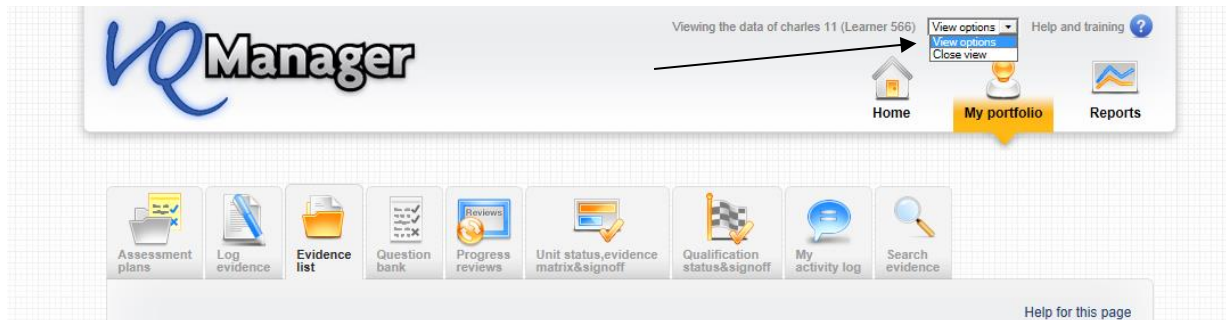 VQManager
Viewing the data of charles 11 (Learner 566) View options Help and training ?
View options
Close view
Home My portfolio Reports
Assessment plans
Log evidence
Evidence list
Question bank
Reviews
Progress reviews
Unit status,evidence matrix&signoff
Qualification status&signoff
My activity log
Search evidence
Help for this page